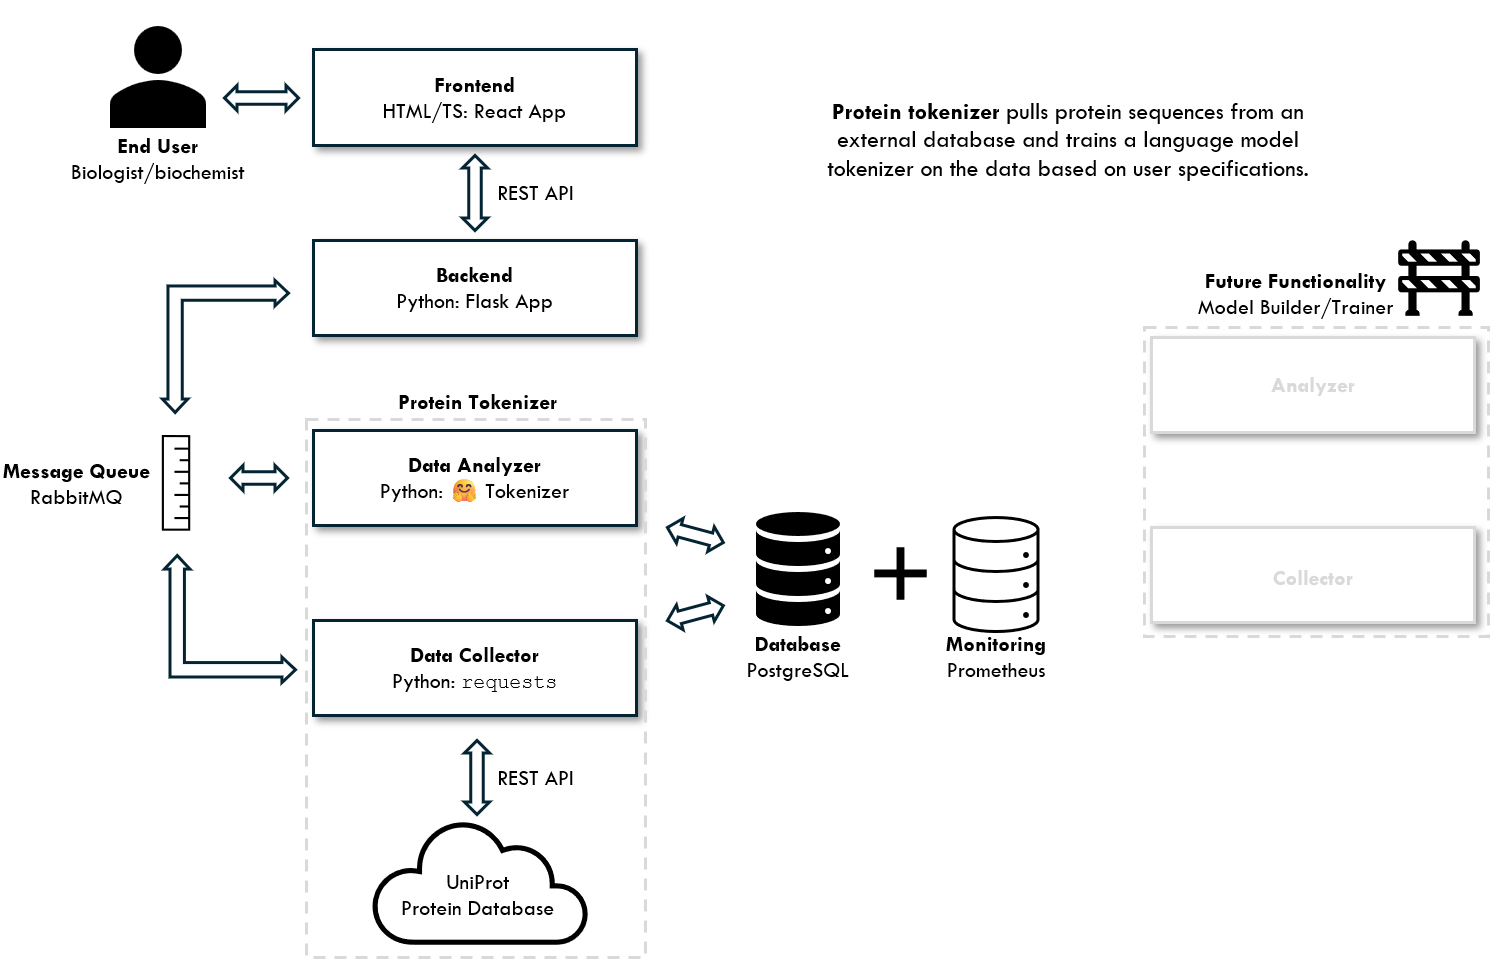 Frontend
HTML/TS: React App
End User
Biologist/biochemist
Protein tokenizer pulls protein sequences from an
external database and trains a language model
tokenizer on the data based on user specifications.
REST API
Backend
Python: Flask App
Future Functionality
Model Builder/Trainer
Analyzer
Collector
Protein Tokenizer
Message Queue
RabbitMQ
Data Analyzer
Python: 🤗 Tokenizer
Data Collector
Python: requests
Database
PostgreSQL
Monitoring
Prometheus
REST API
UniProt
Protein Database